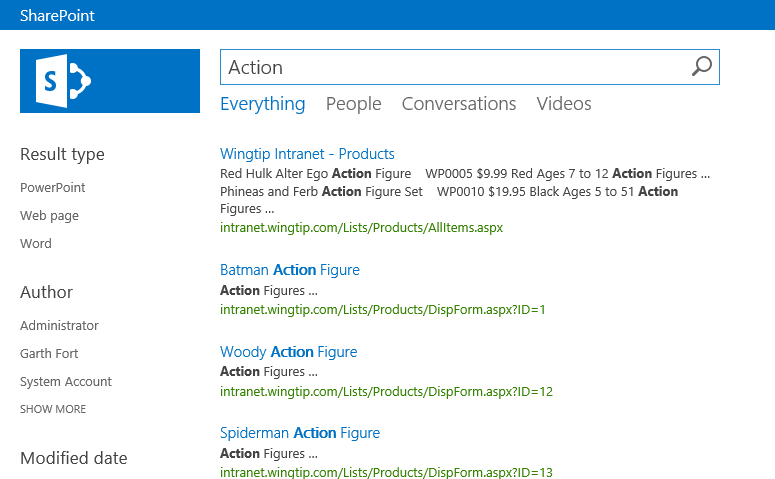 SharePoint
S
Action
Everything People Conversations Videos
Result type
PowerPoint
Web page
Word
Author
Administrator
Garth Fort
System Account
SHOW MORE
Modified date
Wingtip Intranet - Products
Red Hulk Alter Ego Action Figure WP0005 $9.99 Red Ages 7 to 12 Action Figures ...
Phineas and Ferb Action Figure Set WP0010 $19.95 Black Ages 5 to 51 Action
Figures ...
intranet.wingtip.com/Lists/Products/AllItems.aspx
Batman Action Figure
Action Figures ...
intranet.wingtip.com/Lists/Products/DispForm.aspx?ID=1
Woody Action Figure
Action Figures ...
intranet.wingtip.com/Lists/Products/DispForm.aspx?ID=12
Spiderman Action Figure
Action Figures ...
intranet.wingtip.com/Lists/Products/DispForm.aspx?ID=13